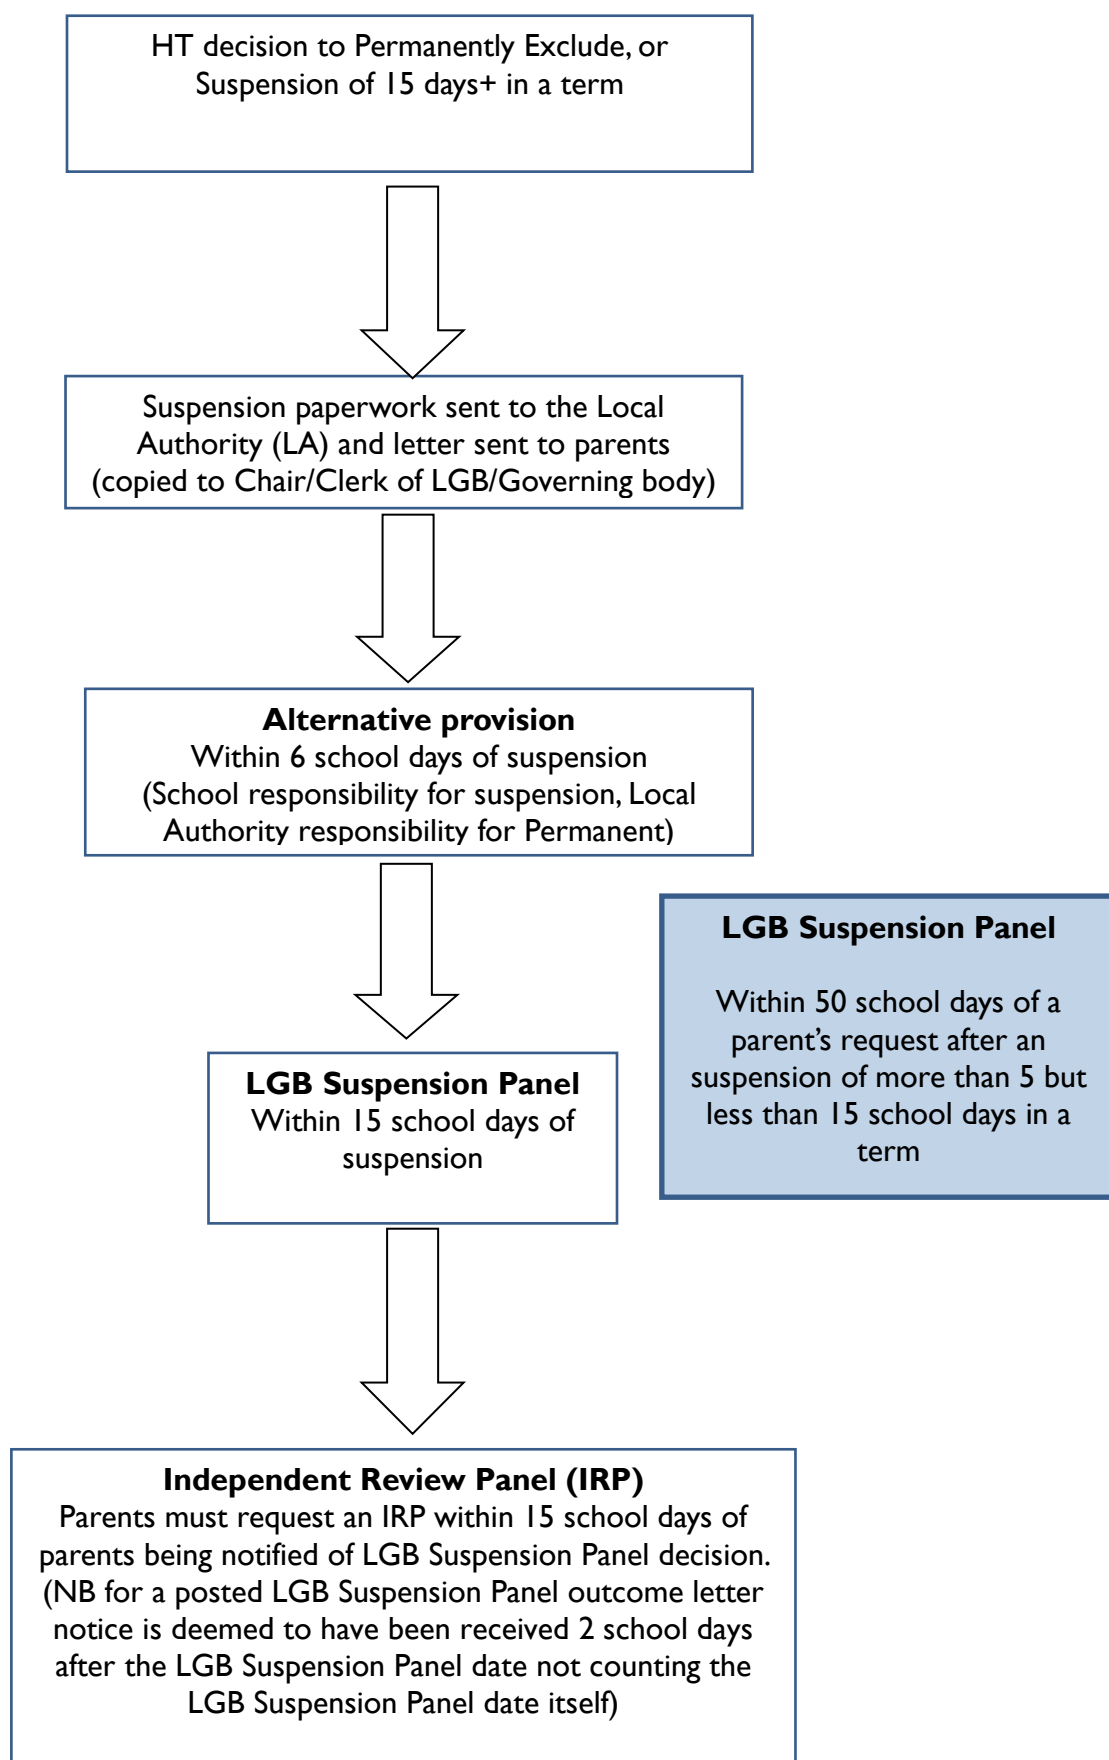 HT decision to Permanently Exclude, or
Suspension of 15 days+ in a term
Suspension paperwork sent to the Local
Authority (LA) and letter sent to parents
(copied to Chair/Clerk of LGB/Governing body)
Alternative provision
Within 6 school days of suspension
(School responsibility for suspension, Local
Authority responsibility for Permanent)
LGB Suspension Panel
Within 50 school days of a
parent’s request after an
suspension of more than 5 but
less than 15 school days in a
term
LGB Suspension Panel
Within 15 school days of
suspension
Independent Review Panel (IRP)
Parents must request an IRP within 15 school days of
parents being notified of LGB Suspension Panel decision.
(NB for a posted LGB Suspension Panel outcome letter
notice is deemed to have been received 2 school days
after the LGB Suspension Panel date not counting the
LGB Suspension Panel date itself)